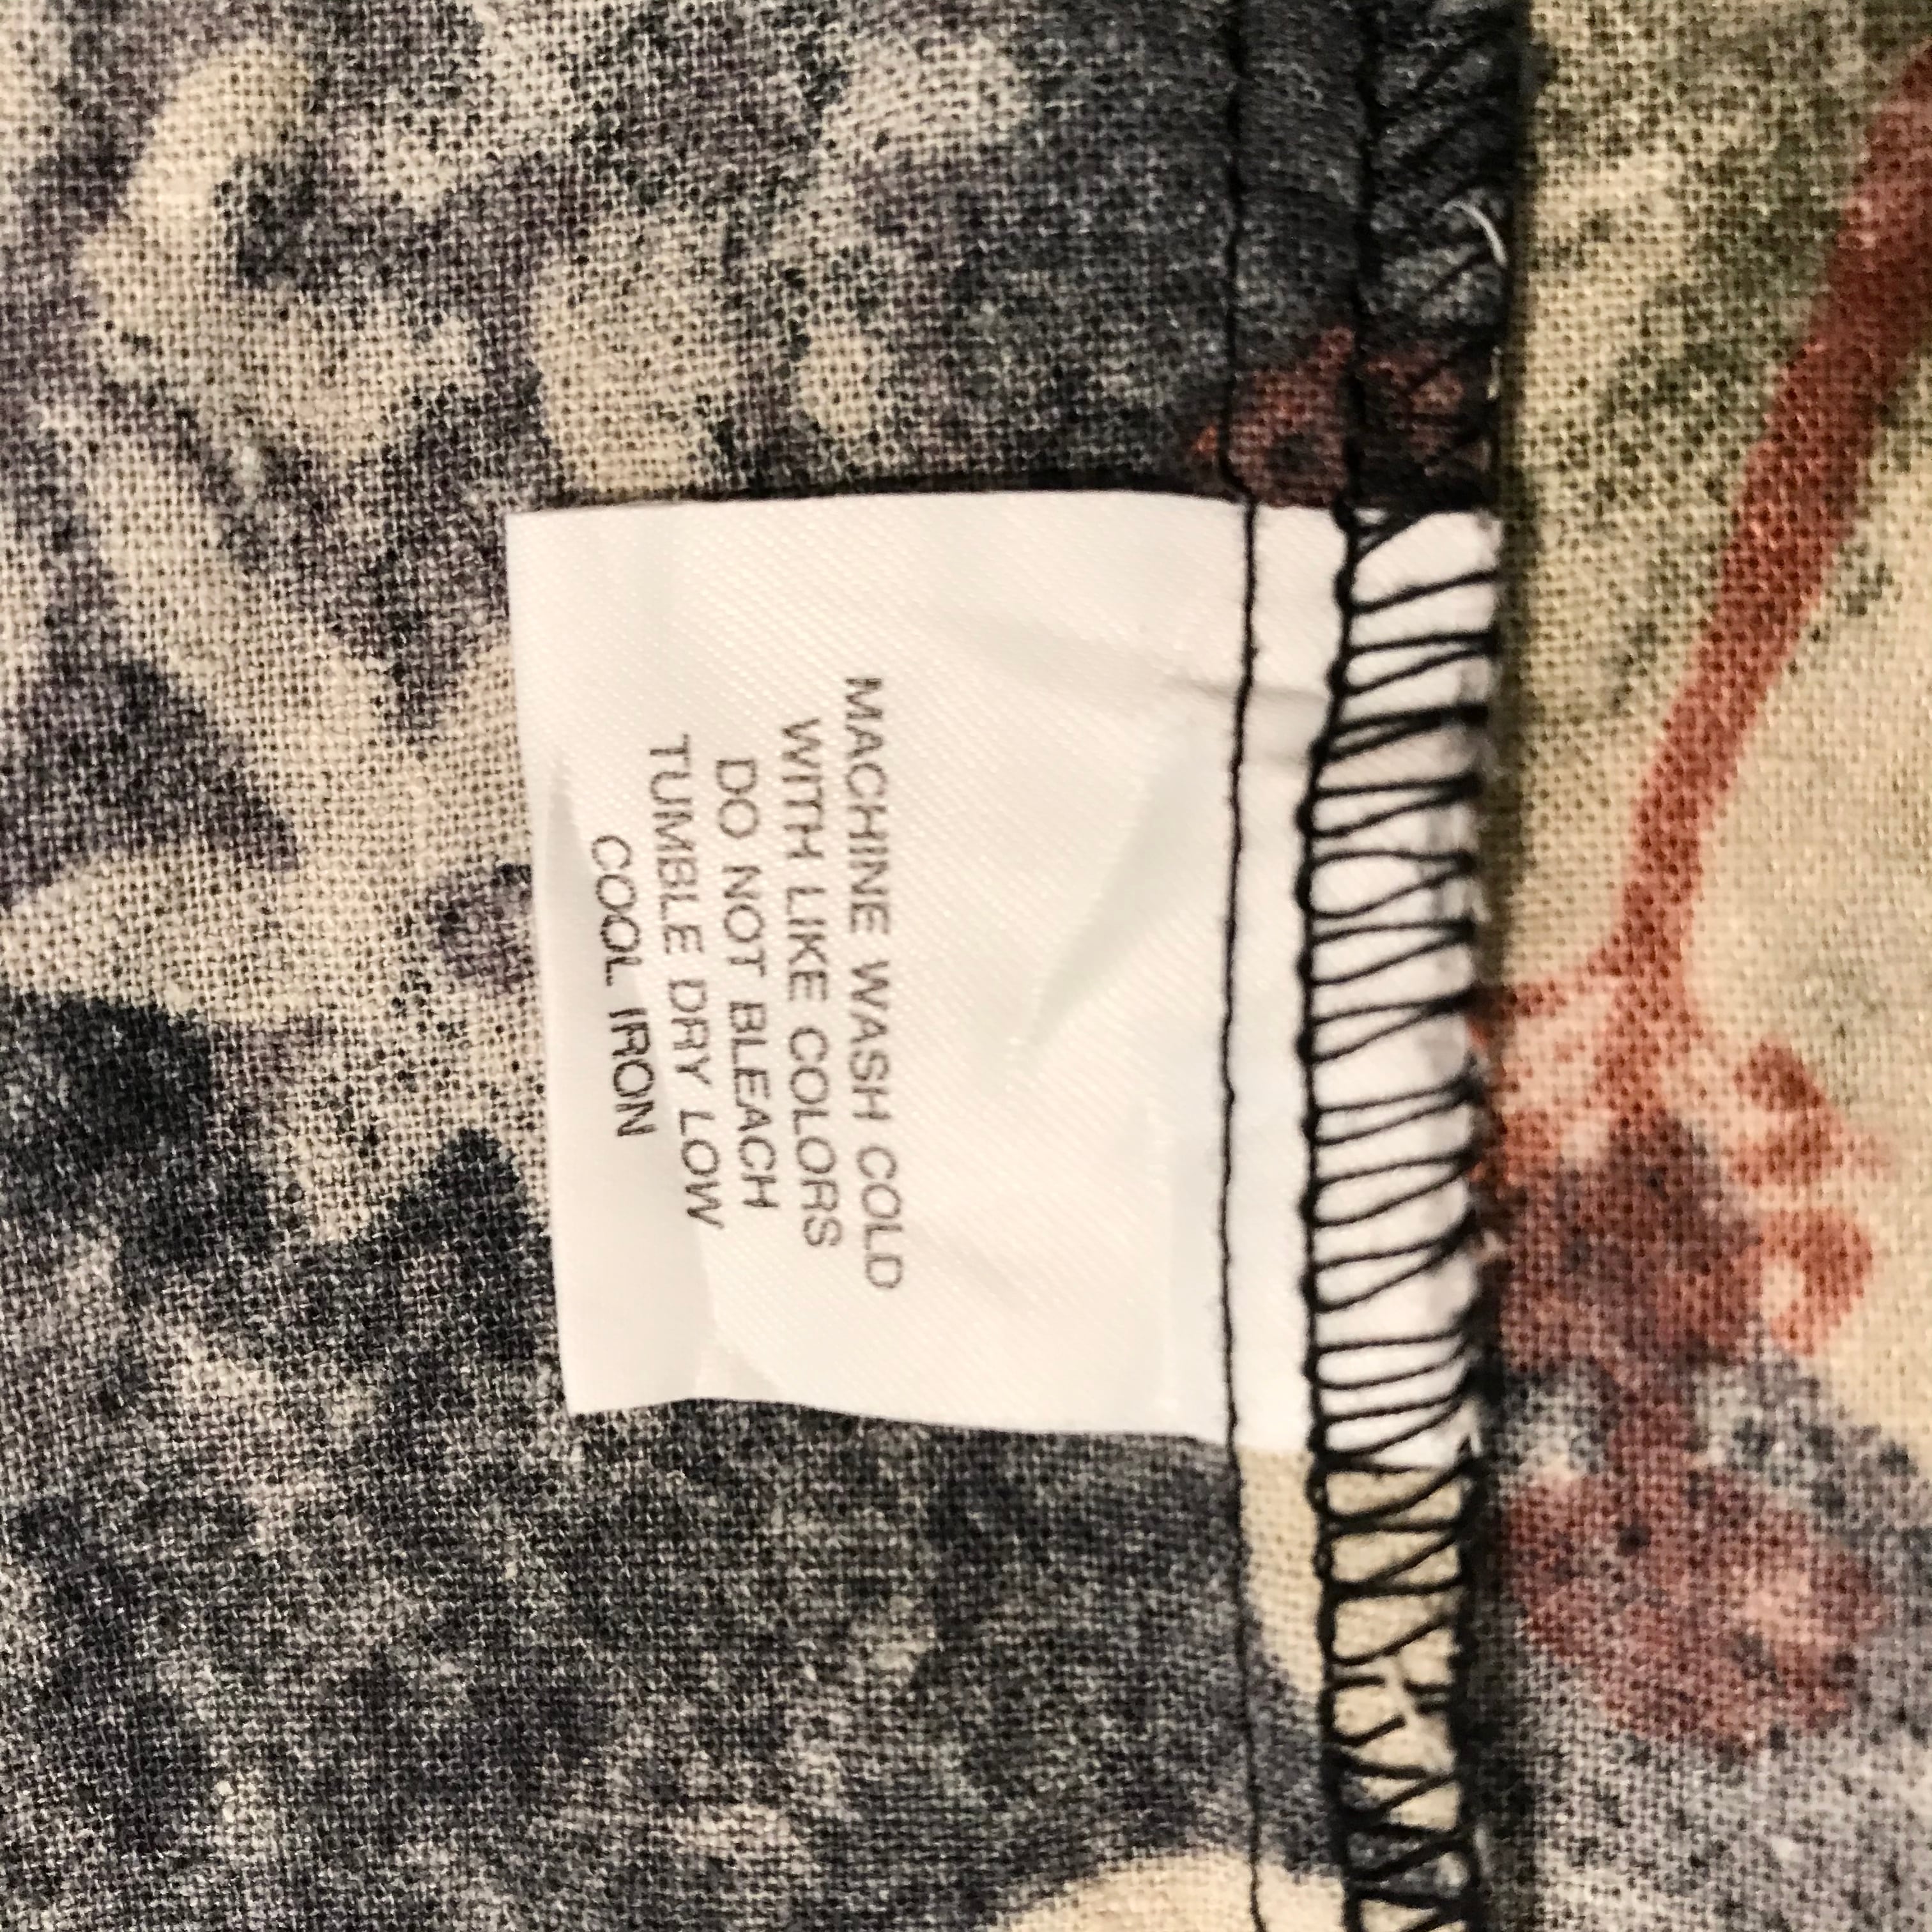 MACHINE WASH COLD
WITH LIKE COLORS
DO NOT BLEACH
TUMBLE DRY LOW
COOL IRON